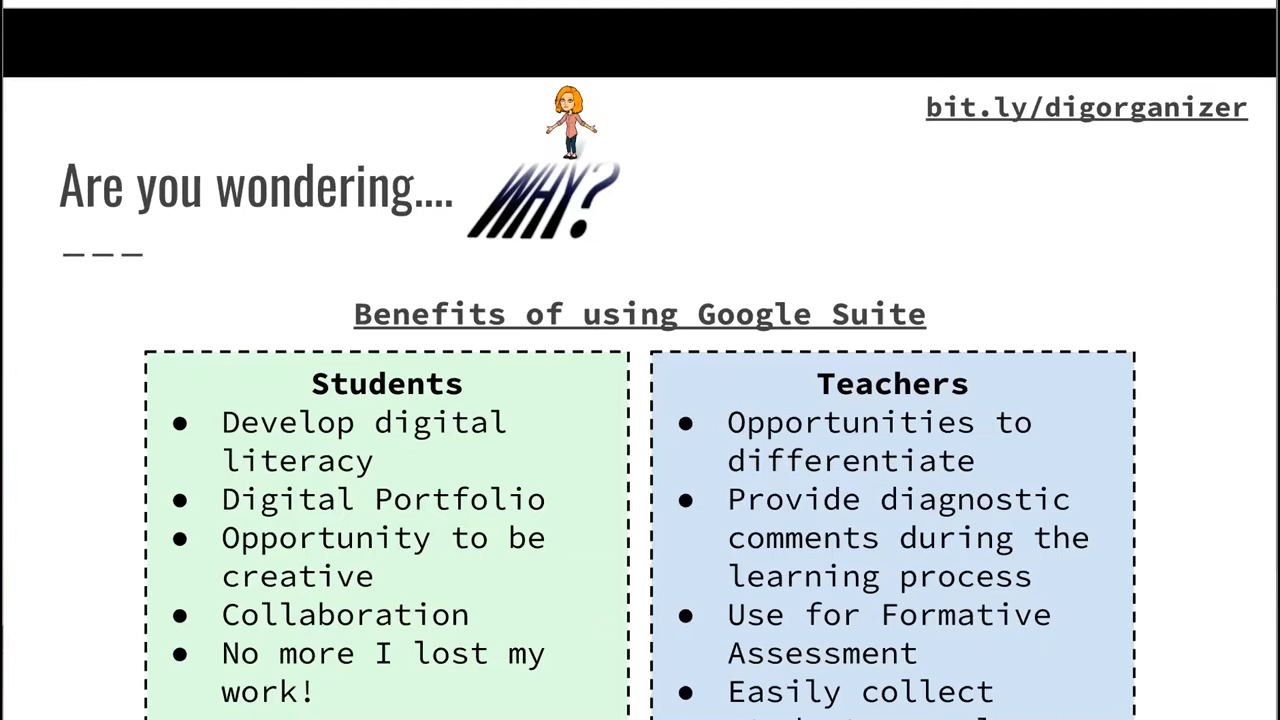 bit.ly/digorganizer
Are you wondering....
WHY?
Benefits of using Google Suite
Students
● Develop digital
literacy
● Digital Portfolio
● Opportunity to be
creative
● Collaboration
● No more I lost my
work!
Teachers
● Opportunities to
differentiate
● Provide diagnostic
comments during the
learning process
● Use for Formative
Assessment
● Easily collect